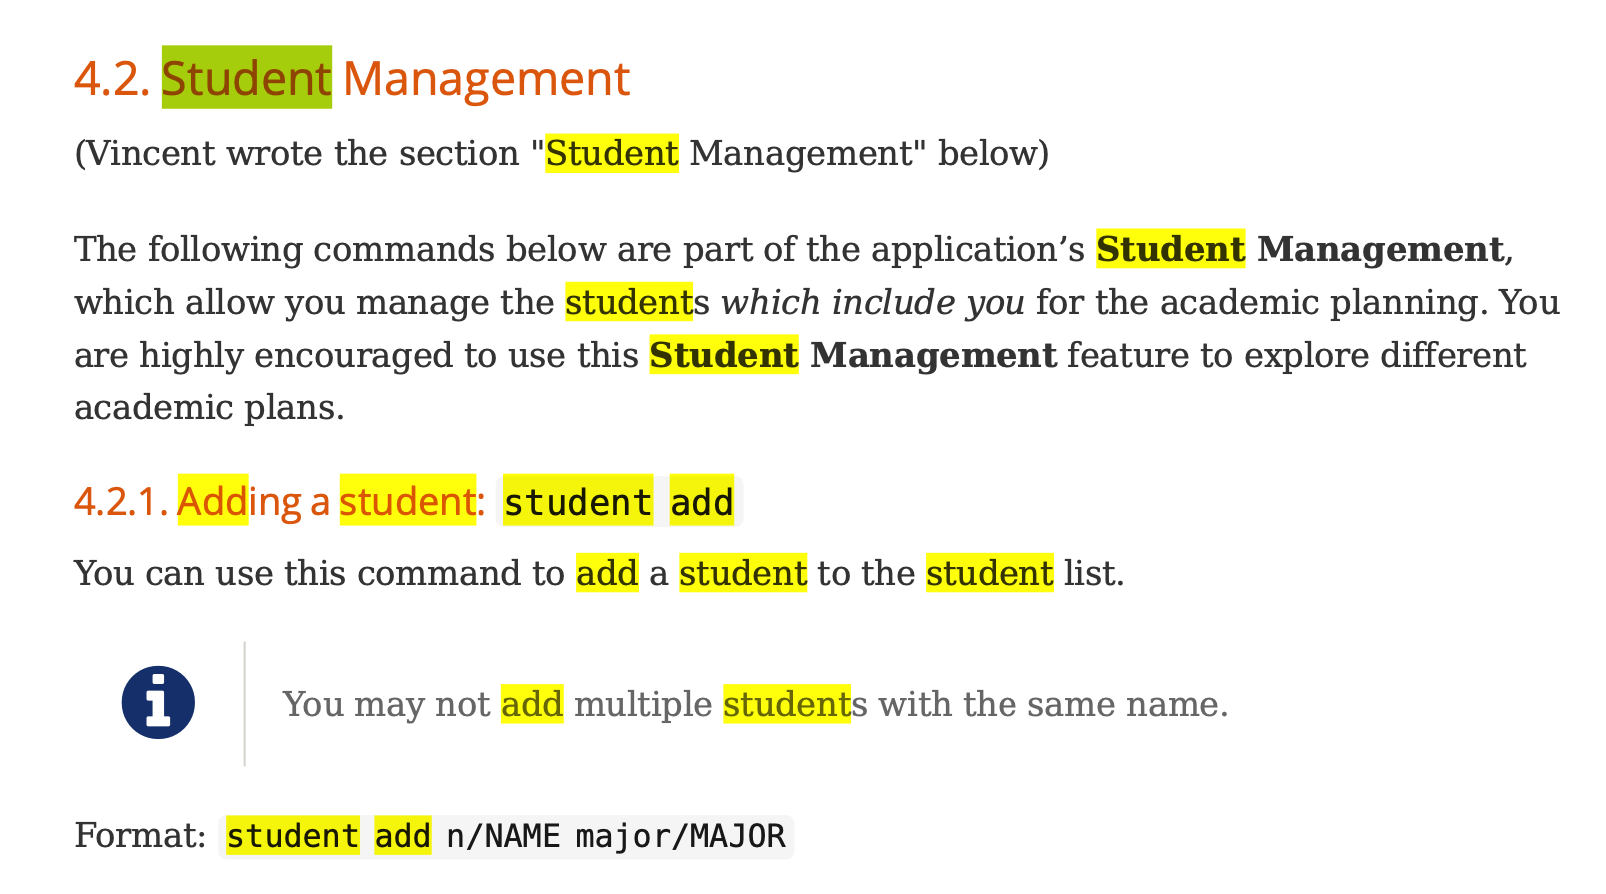 4.2. Student Management
(Vincent wrote the section "Student Management" below)
The following commands below are part of the application’s Student Management,
which allow you manage the students which include you for the academic planning. You
are highly encouraged to use this Student Management feature to explore different
academic plans.
4.2.1. Adding a student: student add
You can use this command to add a student to the student list.
You may not add multiple students with the same name.
Format: student add n/NAME major/MAJOR